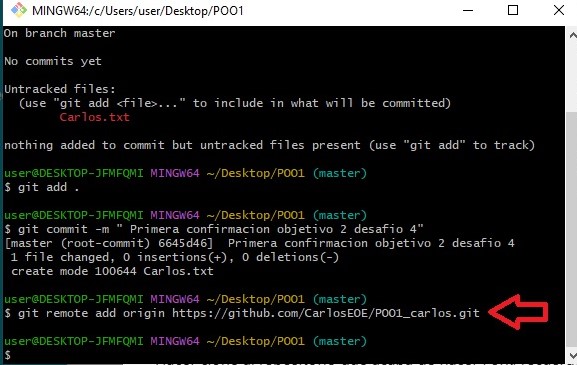 MINGW64:/c/Users/user/Desktop/POO1
On branch master
No commits yet
Untracked files:
(use "git add <file>..." to include in what will be committed)
Carlos.txt
nothing added to commit but untracked files present (use "git add" to track)
user@DESKTOP-JFMFQMI MINGW64 ~/Desktop/POO1 (master)
$ git add .
user@DESKTOP-JFMFQMI MINGW64 ~/Desktop/POO1 (master)
$ git commit -m " Primera confirmacion objetivo 2 desafio 4"
[master (root-commit) 6645d46]  Primera confirmacion objetivo 2 desafio 4
1 file changed, 0 insertions(+), 0 deletions(-)
create mode 100644 Carlos.txt
user@DESKTOP-JFMFQMI MINGW64 ~/Desktop/POO1 (master)
$ git remote add origin https://github.com/CarlosEOE/POO1_carlos.git
user@DESKTOP-JFMFQMI MINGW64 ~/Desktop/POO1 (master)
$